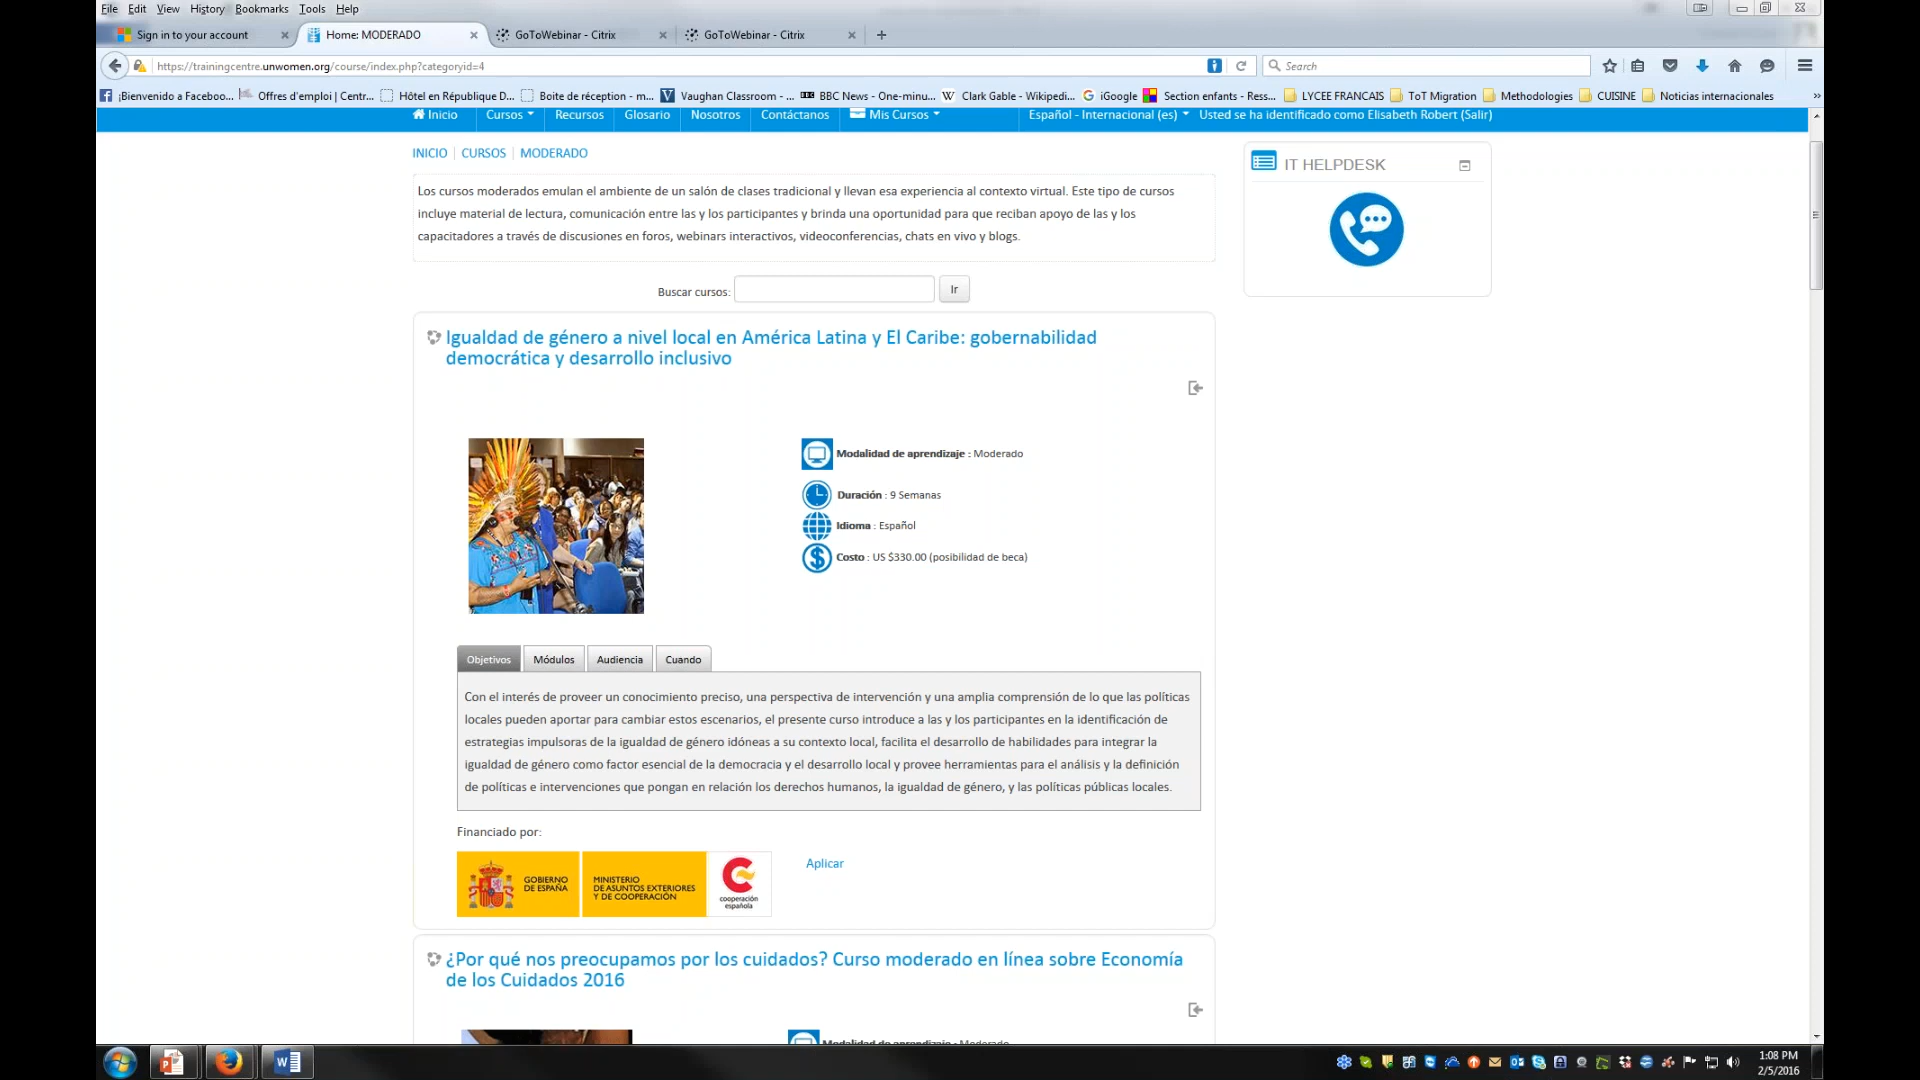 File Edit View History Bookmarks Tools Help
Sign in to your account
Home: MODERADO
GoToWebinar - Citrix
GoToWebinar - Citrix
https://trainingcentre.unwomen.org/course/index.php?categoryid=4
Search
¡Bienvenido a Faceboo... Offres d'emploi | Centr... Hôtel en République D... Boite de réception - m... Vaughan Classroom - ... BBC News - One-minu... Clark Gable - Wikipedi... iGoogle Section enfants - Ress... LYCEE FRANCAIS ToT Migration Methodologies CUISINE Noticias internacionales
Inicio Cursos Recursos Glosario Nosotros Contáctanos Mis Cursos Español - Internacional (es) Usted se ha identificado como Elisabeth Robert (Salir)
INICIO | CURSOS | MODERADO
IT HELPDESK
Los cursos moderados emulan el ambiente de un salón de clases tradicional y llevan esa experiencia al contexto virtual. Este tipo de cursos
incluye material de lectura, comunicación entre las y los participantes y brinda una oportunidad para que reciban apoyo de las y los
capacitadores a través de discusiones en foros, webinars interactivos, videoconferencias, chats en vivo y blogs.
Buscar cursos: Ir
Igualdad de género a nivel local en América Latina y El Caribe: gobernabilidad
democrática y desarrollo inclusivo
Modalidad de aprendizaje : Moderado
Duración : 9 Semanas
Idioma : Español
Costo : US $330.00 (posibilidad de beca)
Objetivos Módulos Audiencia Cuando
Con el interés de proveer un conocimiento preciso, una perspectiva de intervención y una amplia comprensión de lo que las políticas
locales pueden aportar para cambiar estos escenarios, el presente curso introduce a las y los participantes en la identificación de
estrategias impulsoras de la igualdad de género idóneas a su contexto local, facilita el desarrollo de habilidades para integrar la
igualdad de género como factor esencial de la democracia y el desarrollo local y provee herramientas para el análisis y la definición
de políticas e intervenciones que pongan en relación los derechos humanos, la igualdad de género, y las políticas públicas locales.
Financiado por:
GOBIERNO
DE ESPAÑA
MINISTERIO
DE ASUNTOS EXTERIORES
Y DE COOPERACIÓN
cooperación
española
Aplicar
¿Por qué nos preocupamos por los cuidados? Curso moderado en línea sobre Economía
de los Cuidados 2016
Modalidad de aprendizaje : Moderado
1:08 PM
2/5/2016